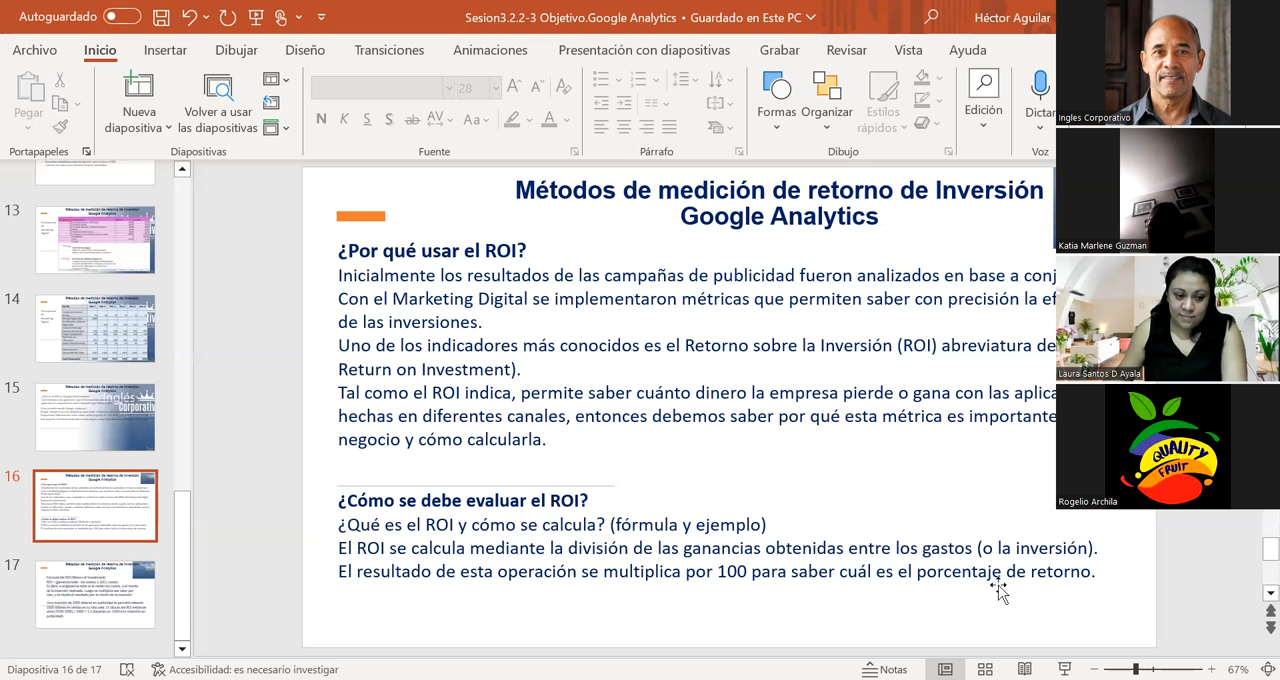 Autoguardado
Sesion3.2.2-3 Objetivo.Google Analytics • Guardado en Este PC
Héctor Aguilar
Archivo Inicio Insertar Dibujar Diseño Transiciones Animaciones Presentación con diapositivas Grabar Revisar Vista Ayuda
Pegar
Nueva diapositiva
Volver a usar las diapositivas
28
N K S S ab AV Aa A
Formas
Organizar
Estilos rápidos
Edición
Dictar
Portapapeles Diapositivas Fuente Párrafo Dibujo Voz
13
14
15
16
17
Métodos de medición de retorno de Inversión
Google Analytics
¿Por qué usar el ROI?
Inicialmente los resultados de las campañas de publicidad fueron analizados en base a conj
Con el Marketing Digital se implementaron métricas que permiten saber con precisión la ef
de las inversiones.
Uno de los indicadores más conocidos es el Retorno sobre la Inversión (ROI) abreviatura de
Return on Investment).
Tal como el ROI indica, permite saber cuánto dinero la empresa pierde o gana con las aplica
hechas en diferentes canales, entonces debemos saber por qué esta métrica es importante
negocio y cómo calcularla.
¿Cómo se debe evaluar el ROI?
¿Qué es el ROI y cómo se calcula? (fórmula y ejemplo)
El ROI se calcula mediante la división de las ganancias obtenidas entre los gastos (o la inversión).
El resultado de esta división se multiplica por 100 para saber cuál es el porcentaje de retorno.
Ingles Corporativo
Katia Marlene Guzman
Laura Santos D Ayala
QUALITY
FRUIT
Rogelio Archila
Diapositiva 16 de 17
Accesibilidad: es necesario investigar
Notas
67%